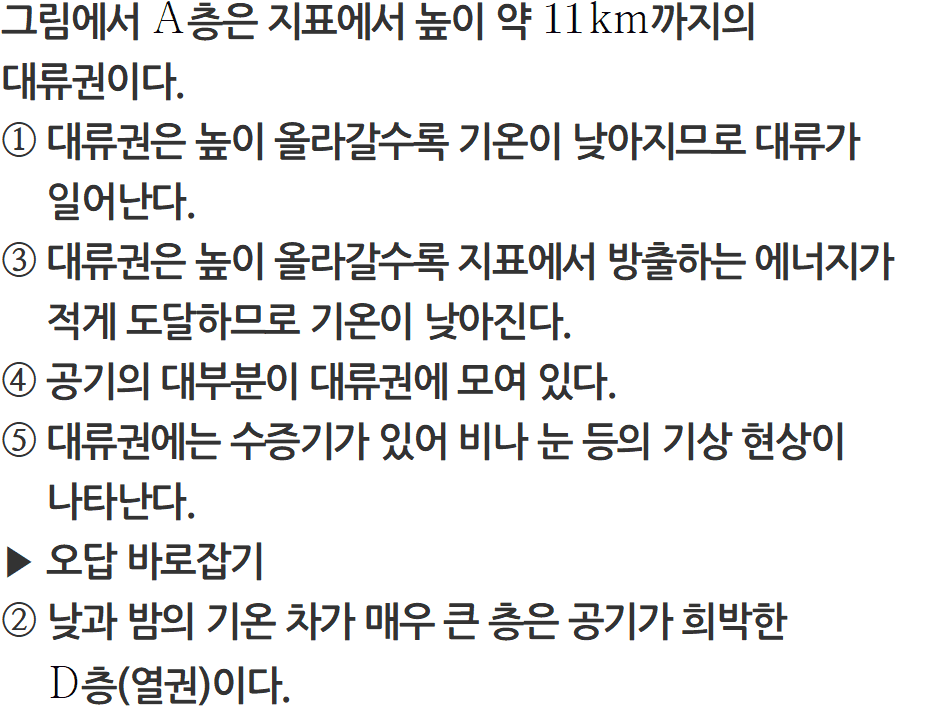 그림에서 A층은 지표에서 높이 약 11km까지의
대류권이다.
① 대류권은 높이 올라갈수록 기온이 낮아지므로 대류가
일어난다.
③ 대류권은 높이 올라갈수록 지표에서 방출하는 에너지가
적게 도달하므로 기온이 낮아진다.
④ 공기의 대부분이 대류권에 모여 있다.
⑤ 대류권에는 수증기가 있어 비나 눈 등의 기상 현상이
나타난다.
▶ 오답 바로잡기
② 낮과 밤의 기온 차가 매우 큰 층은 공기가 희박한
D층(열권)이다.